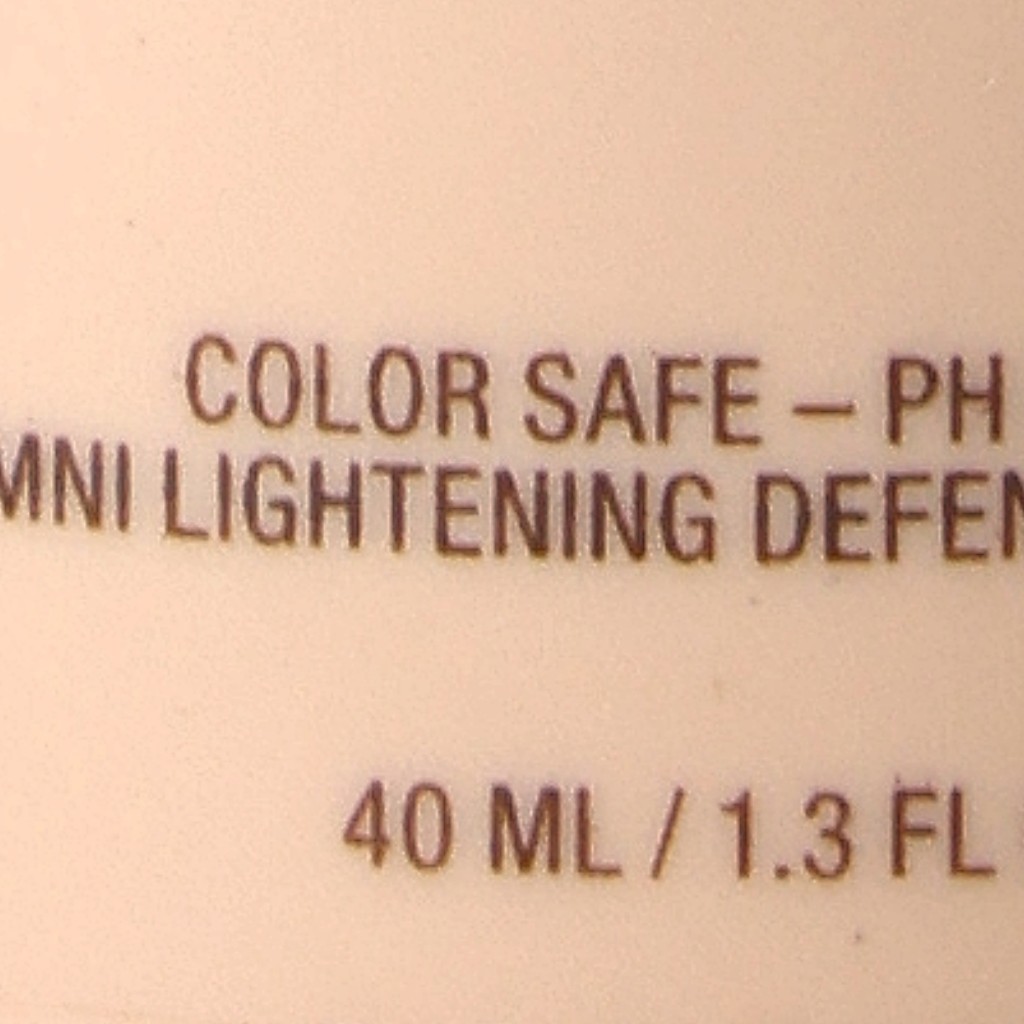 COLOR SAFE – PH
MNI LIGHTENING DEFEN
40 ML / 1.3 FL